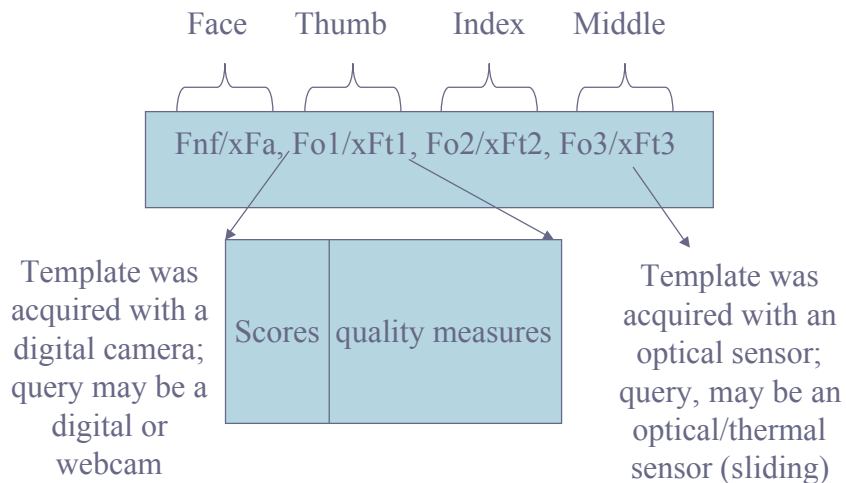 Face Thumb Index Middle
Fnf/xFa, Fo1/xFt1, Fo2/xFt2, Fo3/xFt3
Template was
acquired with a
digital camera;
query may be a
digital or
webcam
Scores quality measures
Template was
acquired with an
optical sensor;
query, may be an
optical/thermal
sensor (sliding)